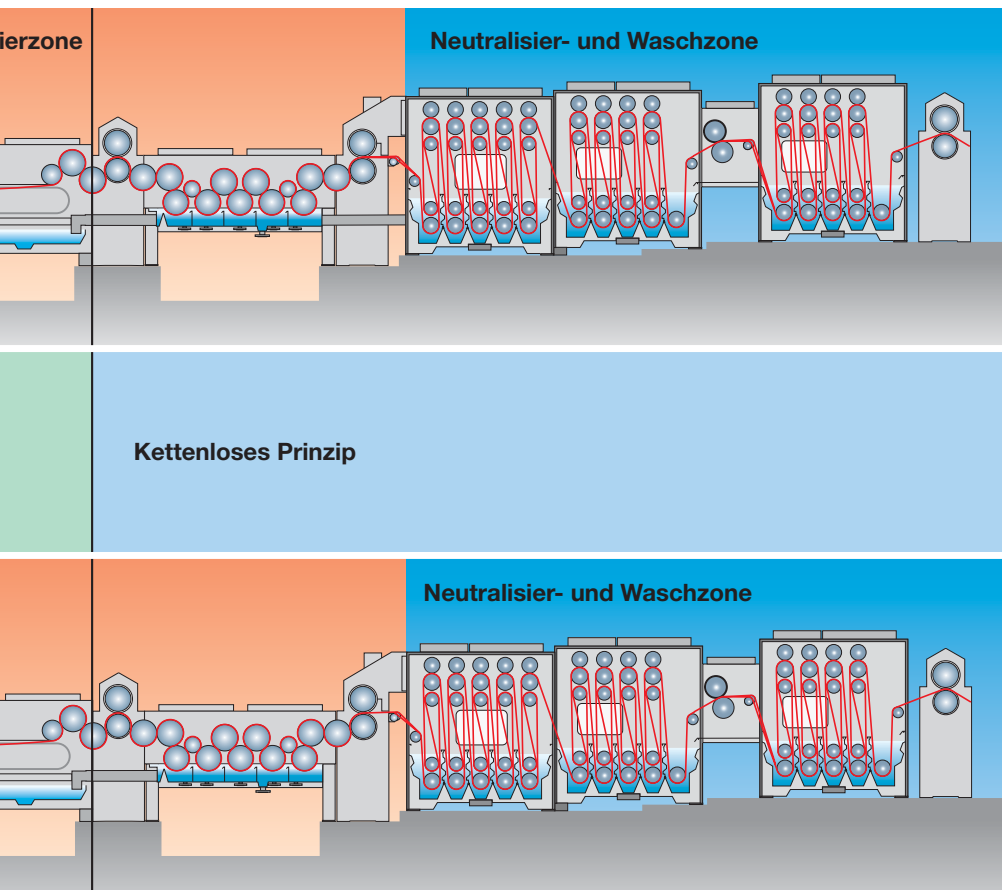 ierzone
Neutralisier- und Waschzone
Kettenloses Prinzip
Neutralisier- und Waschzone